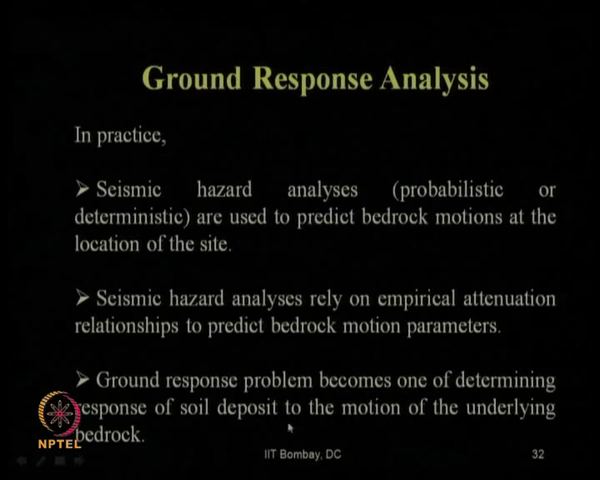 Ground Response Analysis
In practice,
➢ Seismic hazard analyses (probabilistic or
deterministic) are used to predict bedrock motions at the
location of the site.
➢ Seismic hazard analyses rely on empirical attenuation
relationships to predict bedrock motion parameters.
➢ Ground response problem becomes one of determining
response of soil deposit to the motion of the underlying
bedrock.
NPTEL
IIT Bombay, DC
32